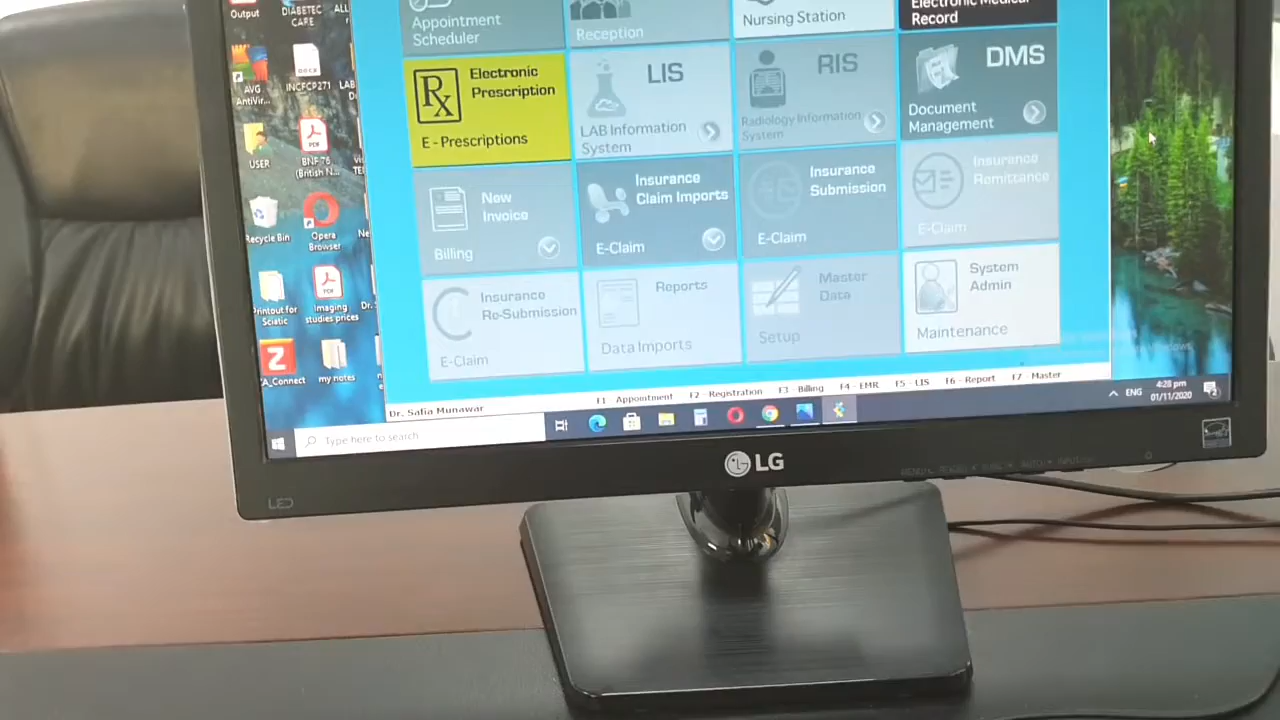 Output
DIABETEC
CARE
AVG
AntiVir...
INCFCP271
USER
BNF 76
(British N...
Recycle Bin
Opera
Browser
Printout for
Sciatic
Imaging
studies prices
my notes
Appointment
Scheduler
Reception
Nursing Station
Electronic Medical
Record
Rx
Electronic
Prescription
E - Prescriptions
LIS
LAB Information
System
RIS
Radiology Information
System
DMS
Document
Management
New
Invoice
Billing
Insurance
Claim Imports
E-Claim
Insurance
Submission
E-Claim
Insurance
Remittance
E-Claim
Insurance
Re-Submission
E-Claim
Reports
Data Imports
Master
Data
Setup
System
Admin
Maintenance
Dr. Safia Munawar
F1 - Appointment F2 - Registration F3 - Billing F4 - EMR F5 - LIS F6 - Report F7 - Master
Type here to search
ENG
4:28 pm
01/11/2020
LED
LG